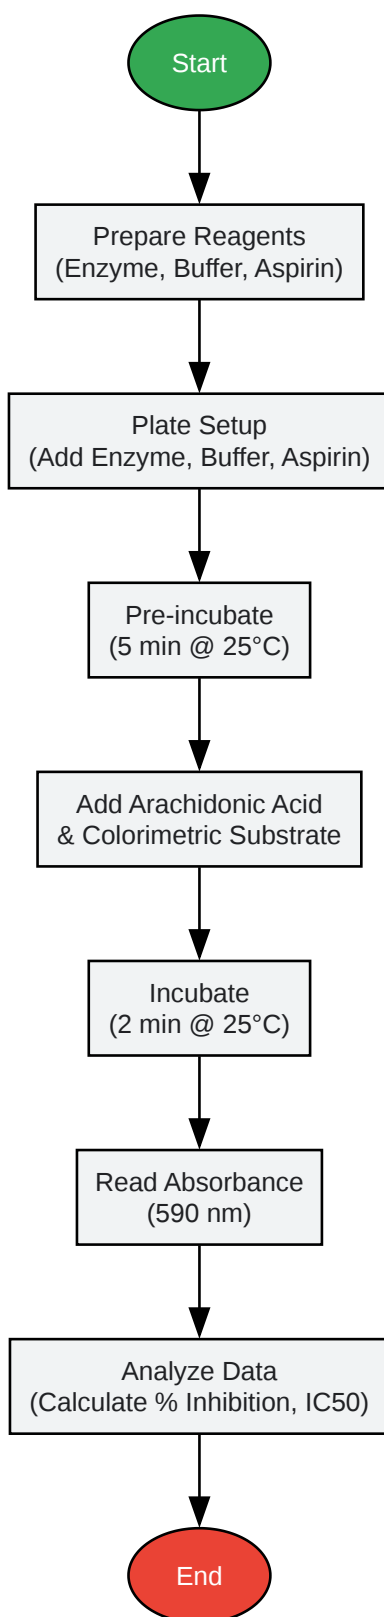 Start
Prepare Reagents
(Enzyme, Buffer, Aspirin)
Plate Setup
(Add Enzyme, Buffer, Aspirin)
Pre-incubate
(5 min @ 25°C)
Add Arachidonic Acid
& Colorimetric Substrate
Incubate
(2 min @ 25°C)
Read Absorbance
(590 nm)
Analyze Data
(Calculate % Inhibition, IC50)
End